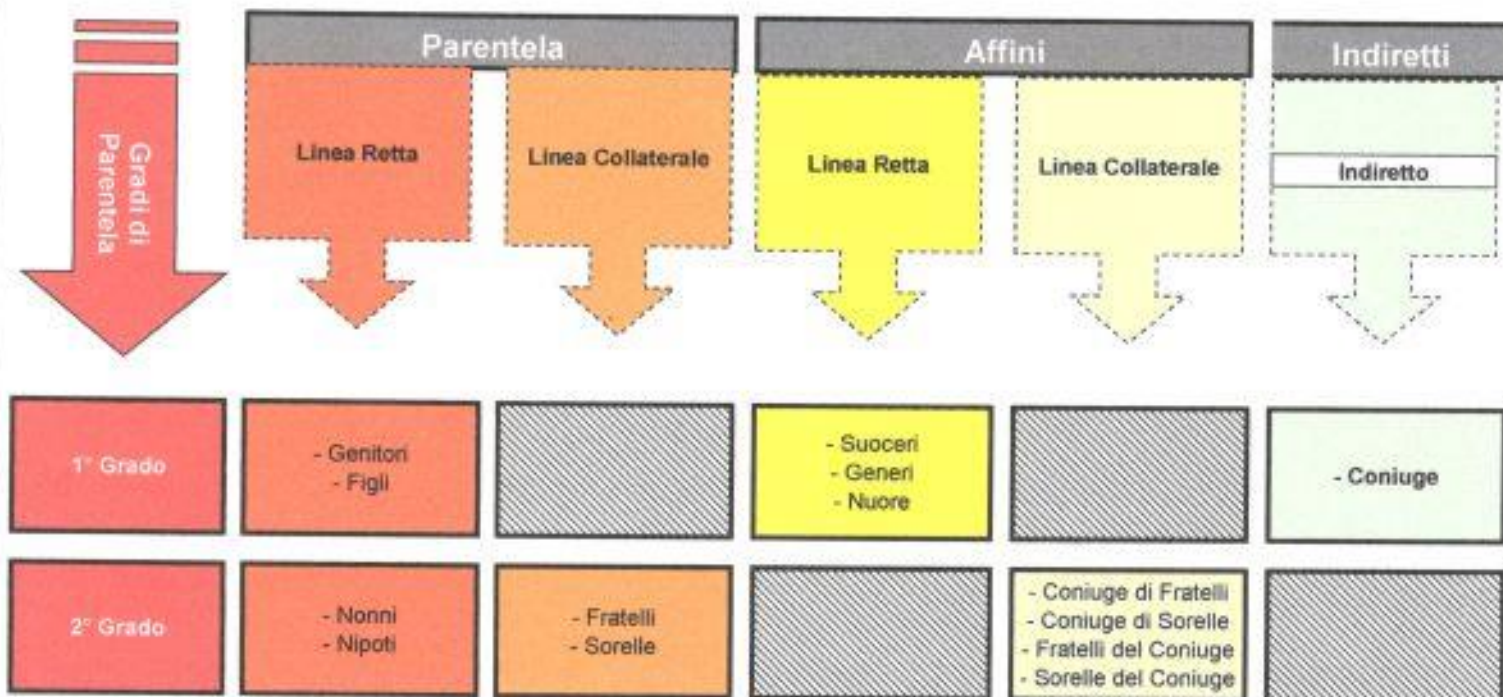 Parentela
Affini
Indiretti
Gradi di
Parentela
Linea Retta
Linea Collaterale
Linea Retta
Linea Collaterale
Indiretto
1° Grado
- Genitori
- Figli
- Suoceri
- Generi
- Nuore
- Coniuge
2° Grado
- Nonni
- Nipoti
- Fratelli
- Sorelle
- Coniuge di Fratelli
- Coniuge di Sorelle
- Fratelli del Coniuge
- Sorelle del Coniuge